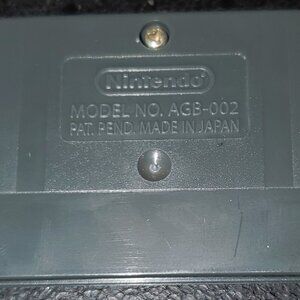 Nintendo
MODEL NO. AGB-002
PAT. PEND. MADE IN JAPAN